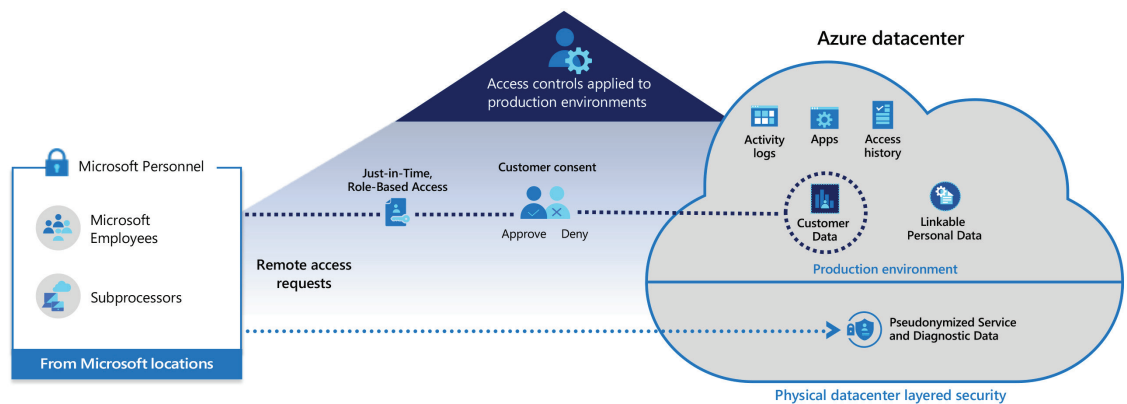 Azure datacenter
Access controls applied to
production environments
Activity
logs
Apps
Access
history
Microsoft Personnel
Just-in-Time,
Role-Based Access
Customer consent
Microsoft
Employees
Approve
Deny
Customer
Data
Linkable
Personal Data
Remote access
requests
Production environment
Subprocessors
Pseudonymized Service
and Diagnostic Data
From Microsoft locations
Physical datacenter layered security